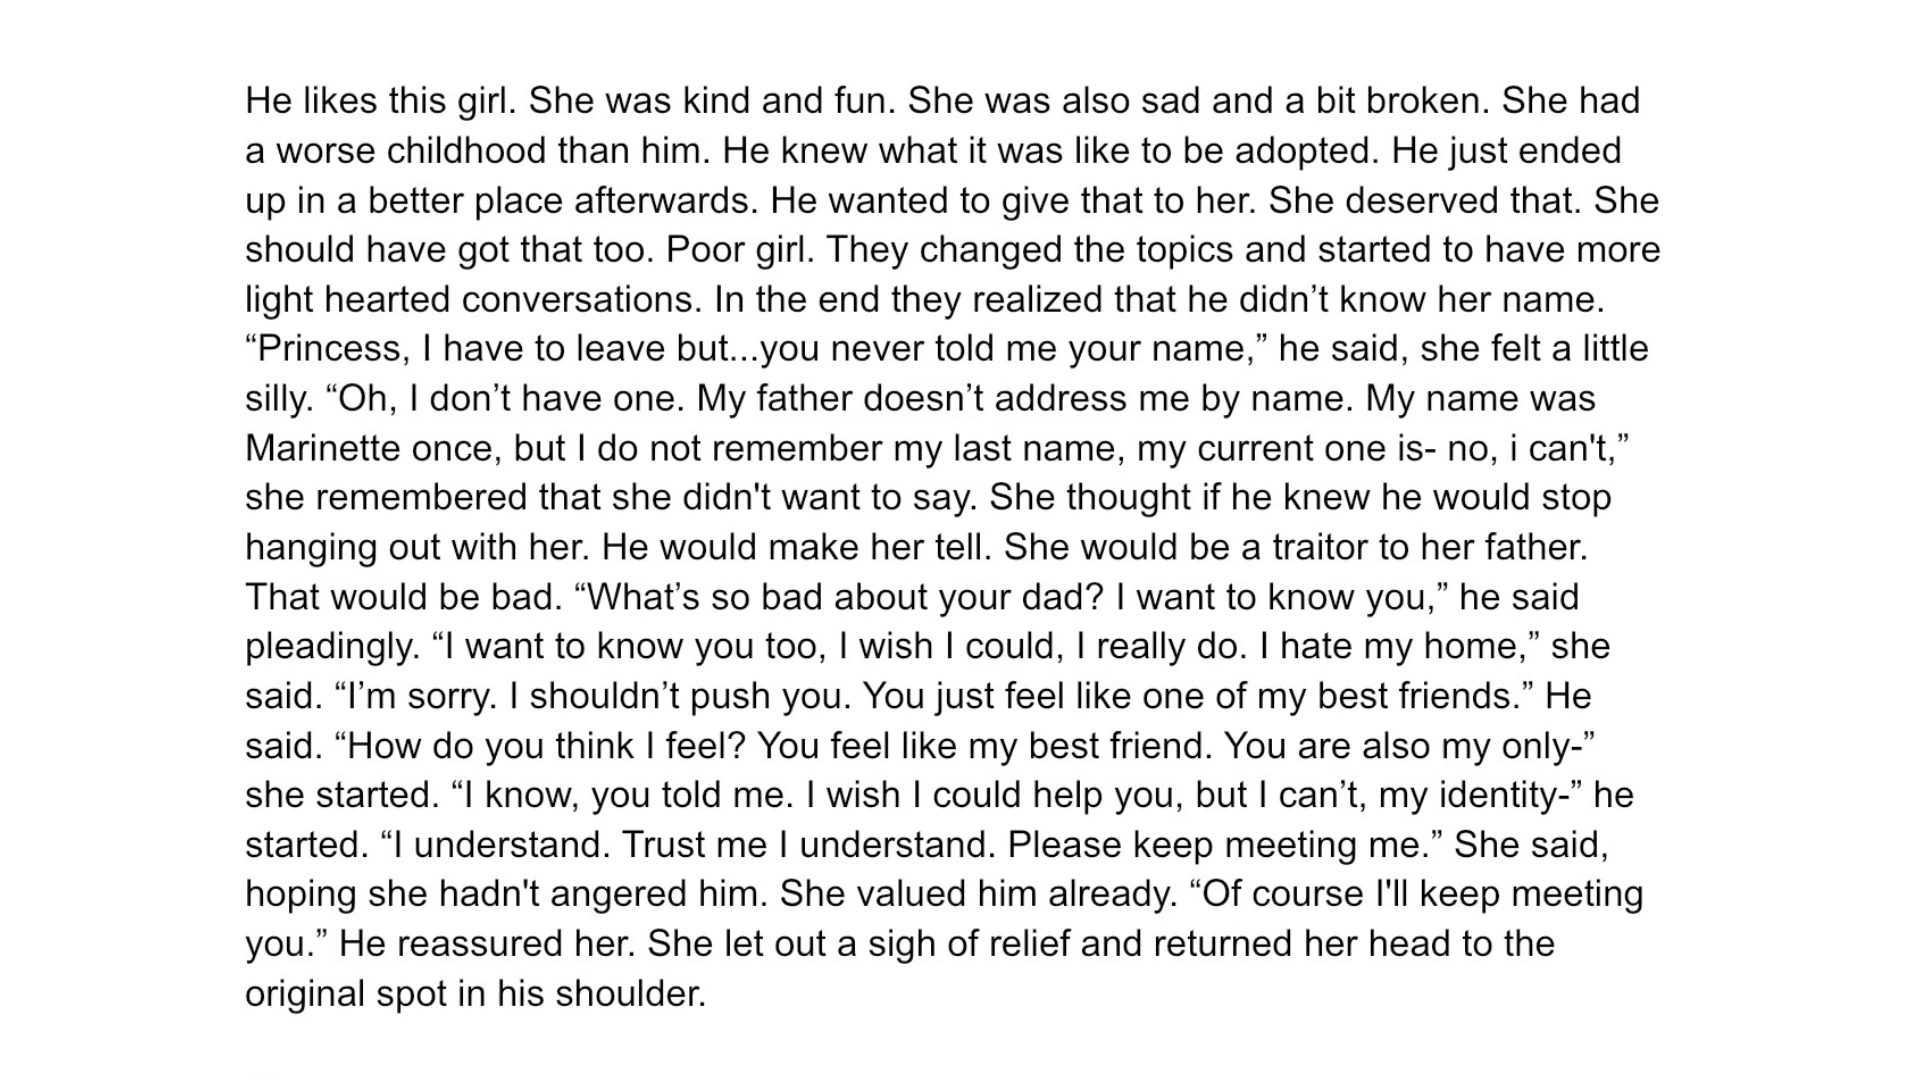 He likes this girl. She was kind and fun. She was also sad and a bit broken. She had
a worse childhood than him. He knew what it was like to be adopted. He just ended
up in a better place afterwards. He wanted to give that to her. She deserved that. She
should have got that too. Poor girl. They changed the topics and started to have more
light hearted conversations. In the end they realized that he didn’t know her name.
“Princess, I have to leave but...you never told me your name,” he said, she felt a little
silly. “Oh, I don’t have one. My father doesn’t address me by name. My name was
Marinette once, but I do not remember my last name, my current one is- no, i can't,”
she remembered that she didn't want to say. She thought if he knew he would stop
hanging out with her. He would make her tell. She would be a traitor to her father.
That would be bad. “What’s so bad about your dad? I want to know you,” he said
pleadingly. “I want to know you too, I wish I could, I really do. I hate my home,” she
said. “I’m sorry. I shouldn’t push you. You just feel like one of my best friends.” He
said. “How do you think I feel? You feel like my best friend. You are also my only-”
she started. “I know, you told me. I wish I could help you, but I can’t, my identity-” he
started. “I understand. Trust me I understand. Please keep meeting me.” She said,
hoping she hadn't angered him. She valued him already. “Of course I'll keep meeting
you.” He reassured her. She let out a sigh of relief and returned her head to the
original spot in his shoulder.